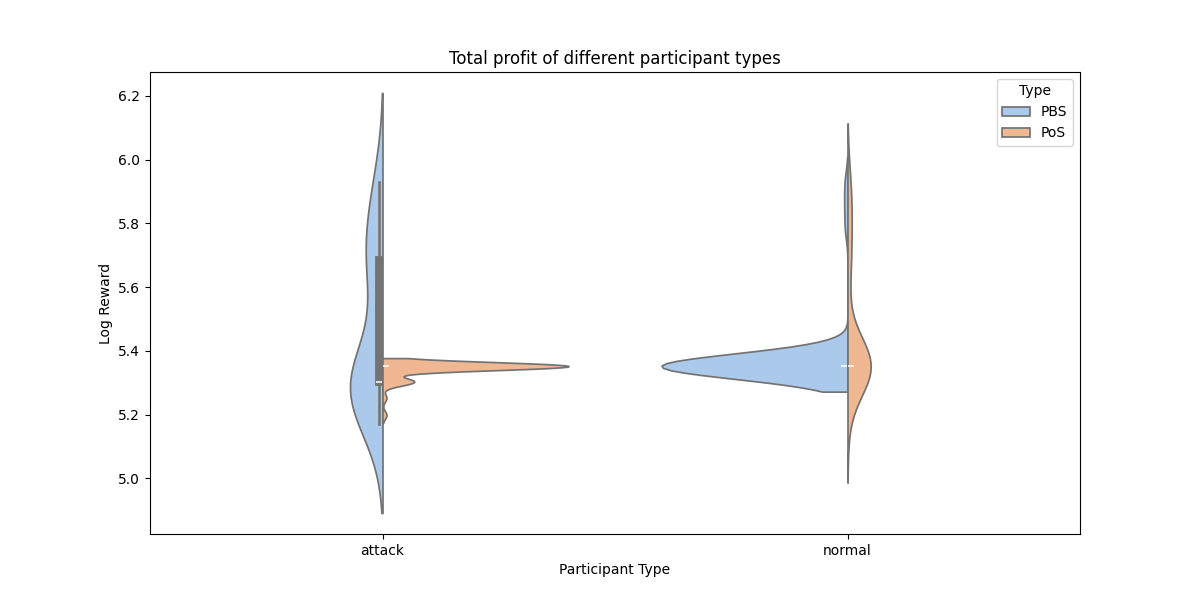 Total profit of different participant types
Type
PBS
PoS
6.2
6.0
5.8
5.6
5.4
5.2
5.0
Log Reward
attack
normal
Participant Type